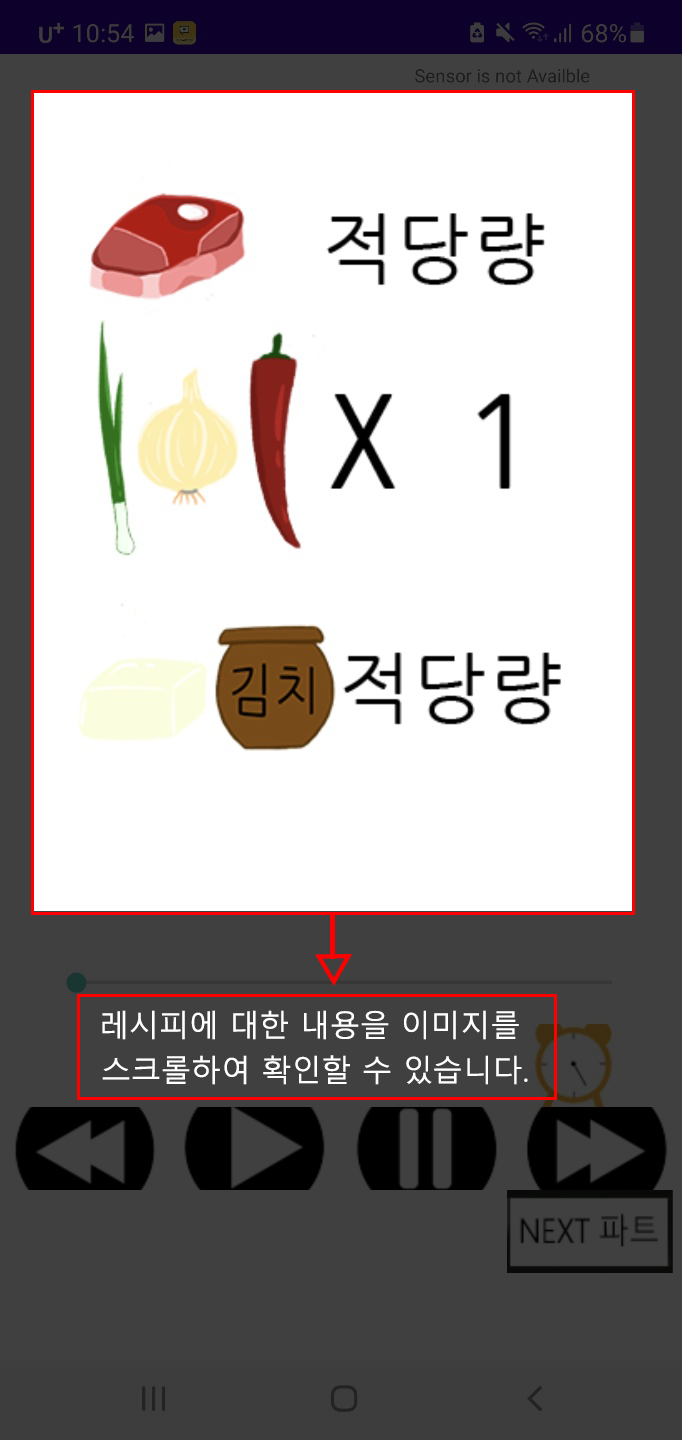 U+ 10:54 68%
Sensor is not Availble
적당량
X 1
김치 적당량
레시피에 대한 내용을 이미지를
스크롤하여 확인할 수 있습니다.
NEXT 파트